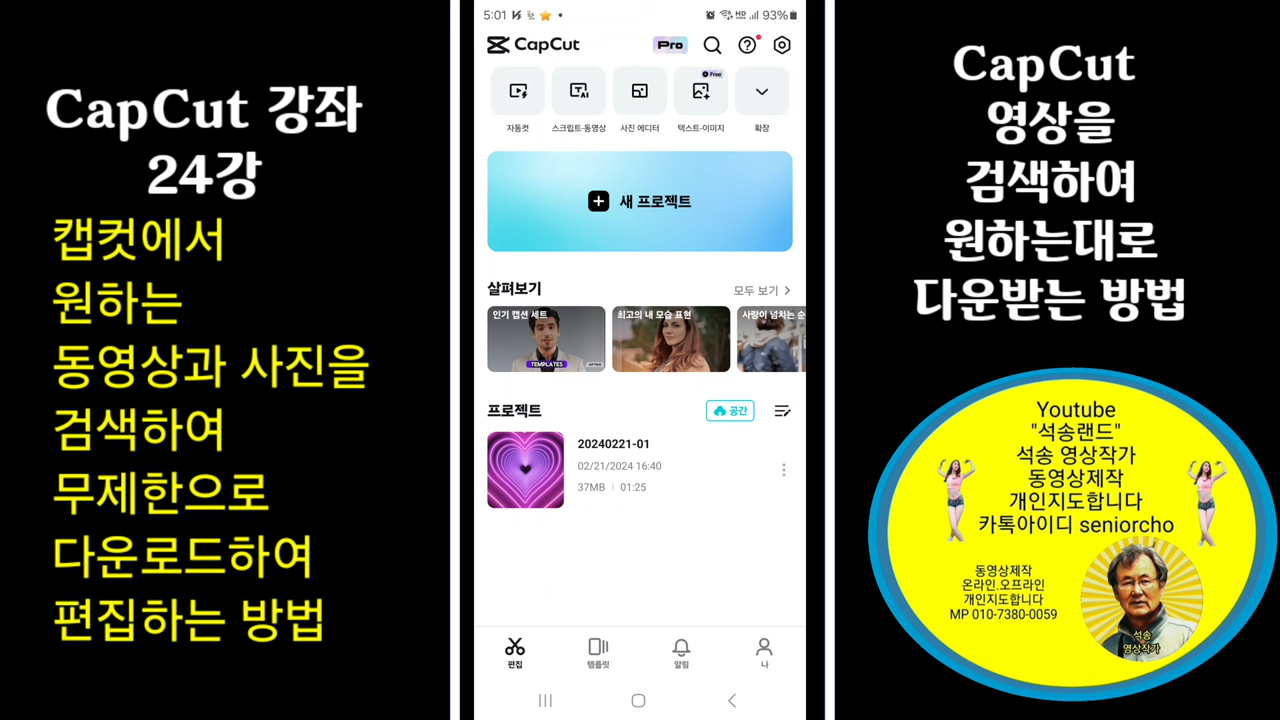 CapCut 강좌
24강
캡컷에서
원하는
동영상과 사진을
검색하여
무제한으로
다운로드하여
편집하는 방법
5:01
HD
93%
CapCut
Pro
Free
자동컷
스크립트-동영상
사진 에디터
텍스트-이미지
확장
새 프로젝트
살펴보기
모두 보기
인기 캡션 세트
TEMPLATES
최고의 내 모습 표현
사랑이 넘치는 순
프로젝트
공간
20240221-01
02/21/2024 16:40
37MB
01:25
편집
템플릿
알림
나
CapCut
영상을
검색하여
원하는대로
다운받는 방법
Youtube
"석송랜드"
석송 영상작가
동영상제작
개인지도합니다
카톡아이디 seniorcho
동영상제작
온라인.오프라인
개인지도합니다
MP 010-7380-0059
석송
영상작가